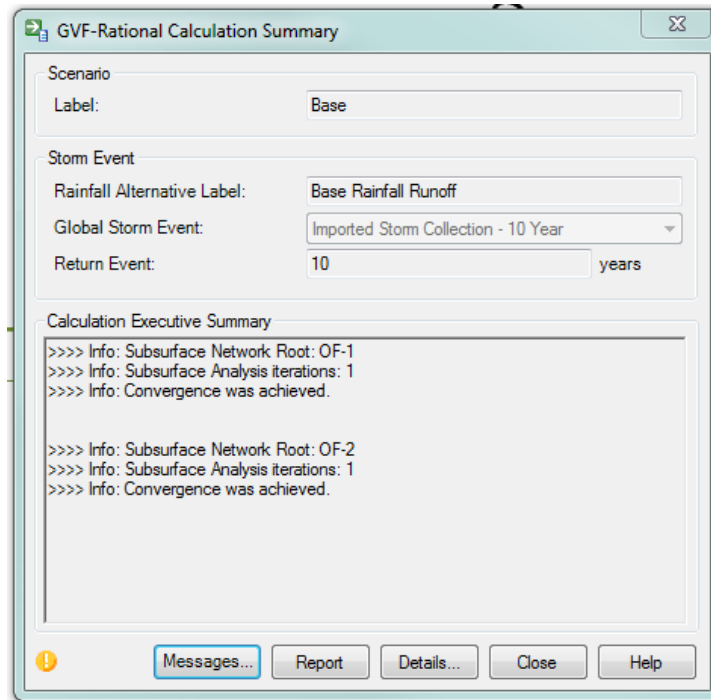 GVF-Rational Calculation Summary
Scenario
Label: Base
Storm Event
Rainfall Alternative Label: Base Rainfall Runoff
Global Storm Event: Imported Storm Collection - 10 Year
Return Event: 10 years
Calculation Executive Summary
>>>> Info: Subsurface Network Root: OF-1
>>>> Info: Subsurface Analysis iterations: 1
>>>> Info: Convergence was achieved.
>>>> Info: Subsurface Network Root: OF-2
>>>> Info: Subsurface Analysis iterations: 1
>>>> Info: Convergence was achieved.
Messages... Report Details... Close Help